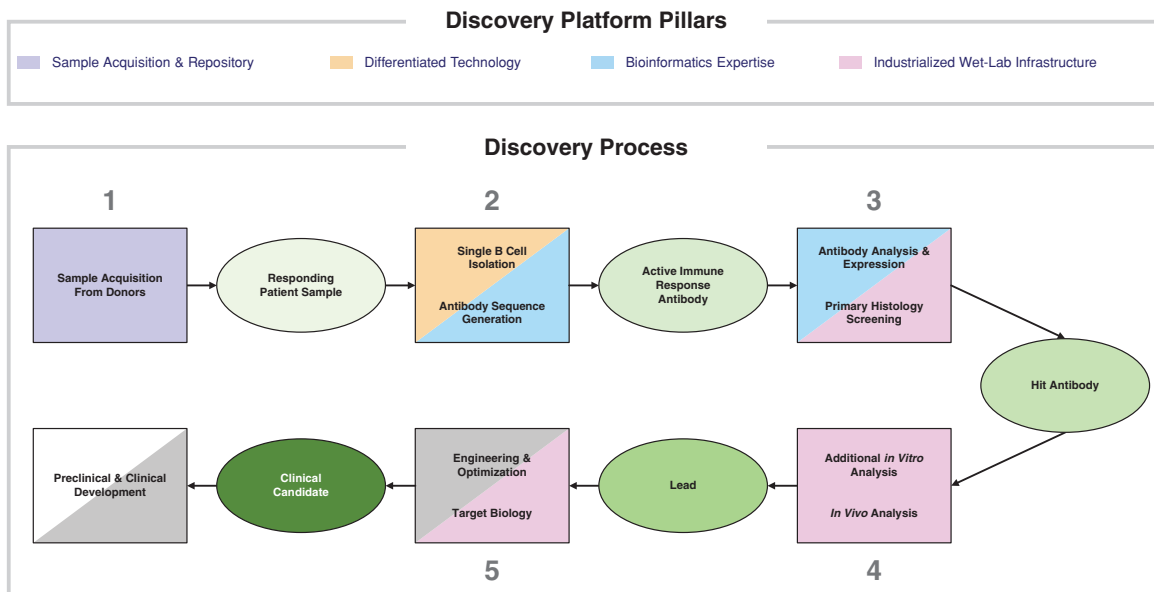 Discovery Platform Pillars
Sample Acquisition & Repository
Differentiated Technology
Bioinformatics Expertise
Industrialized Wet-Lab Infrastructure
Discovery Process
1
2
3
Sample Acquisition
From Donors
Responding
Patient Sample
Single B Cell
Isolation
Antibody Sequence
Generation
Active Immune
Response
Antibody
Antibody Analysis &
Expression
Primary Histology
Screening
Hit Antibody
Additional in Vitro
Analysis
In Vivo Analysis
4
Lead
Engineering &
Optimization
Target Biology
5
Clinical
Candidate
Preclinical & Clinical
Development